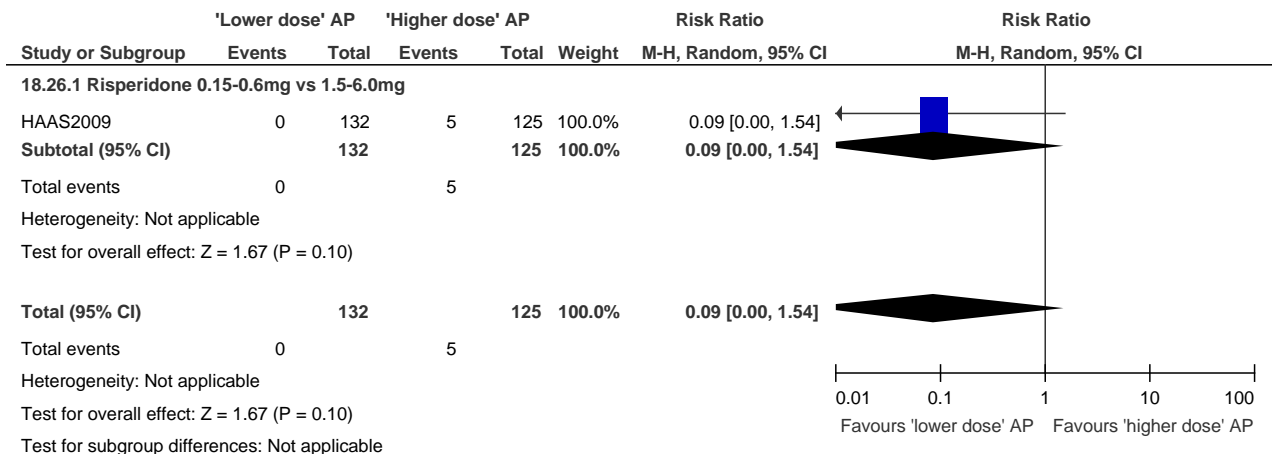 'Lower dose' AP 'Higher dose' AP Risk Ratio Risk Ratio
Study or Subgroup Events Total Events Total Weight M-H, Random, 95% CI M-H, Random, 95% CI
18.26.1 Risperidone 0.15-0.6mg vs 1.5-6.0mg
HAAS2009 0 132 5 125 100.0% 0.09 [0.00, 1.54]
Subtotal (95% CI) 132 125 100.0% 0.09 [0.00, 1.54]
Total events 0 5
Heterogeneity: Not applicable
Test for overall effect: Z = 1.67 (P = 0.10)
Total (95% CI) 132 125 100.0% 0.09 [0.00, 1.54]
Total events 0 5
Heterogeneity: Not applicable
Test for overall effect: Z = 1.67 (P = 0.10)
Test for subgroup differences: Not applicable
0.01 0.1 1 10 100
Favours 'lower dose' AP Favours 'higher dose' AP